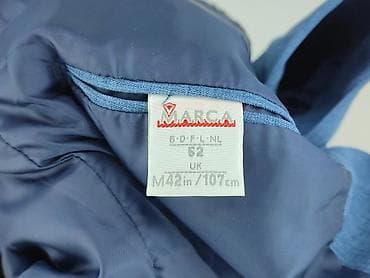 MARCA
B·D·F·L·NL
52
UK
M42in/107cm